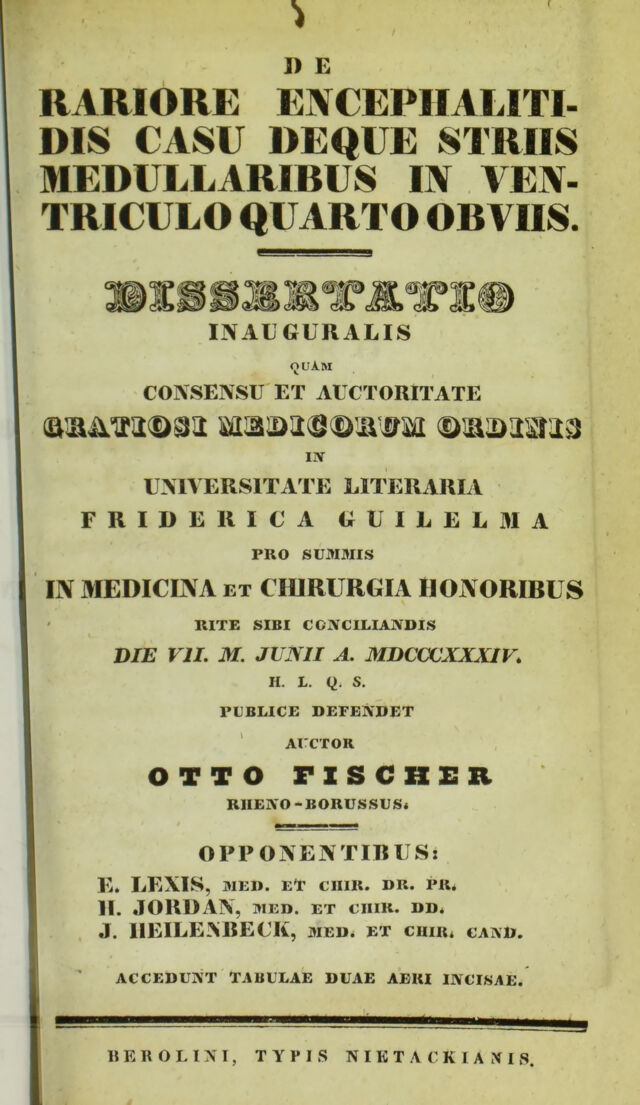 DE
RARIORE ENCEPHALITI-
DIS CASU DEQUE STRIIS
MEDULLARIBUS IN VEN-
TRICULO QUARTO OBVIIS.
DISSERTATIO
INAUGURALIS
QUAM
CONSENSU ET AUCTORITATE
GRATIOSI MEDICORUM ORDINIS
IN
UNIVERSITATE LITERARIA
FRIDERICA GUILELMA
PRO SUMMIS
IN MEDICINA ET CHIRURGIA HONORIBUS
RITE SIBI CONCILIANDIS
DIE VII. M. JUNII A. MDCCCXXXIV.
H. L. Q. S.
PUBLICE DEFENDET
AUCTOR
OTTO FISCHER
RHENO-BORUSSUS.
OPPONENTIBUS:
E. LEXIS, MED. ET CHIR. DR. PR.
H. JORDAN, MED. ET CHIR. DD.
J. HEILENBECK, MED. ET CHIR. CAND.
ACCEDUNT TABULAE DUAE AERI INCISAE.
BEROLINI, TYPIS NIETACKIANIS.